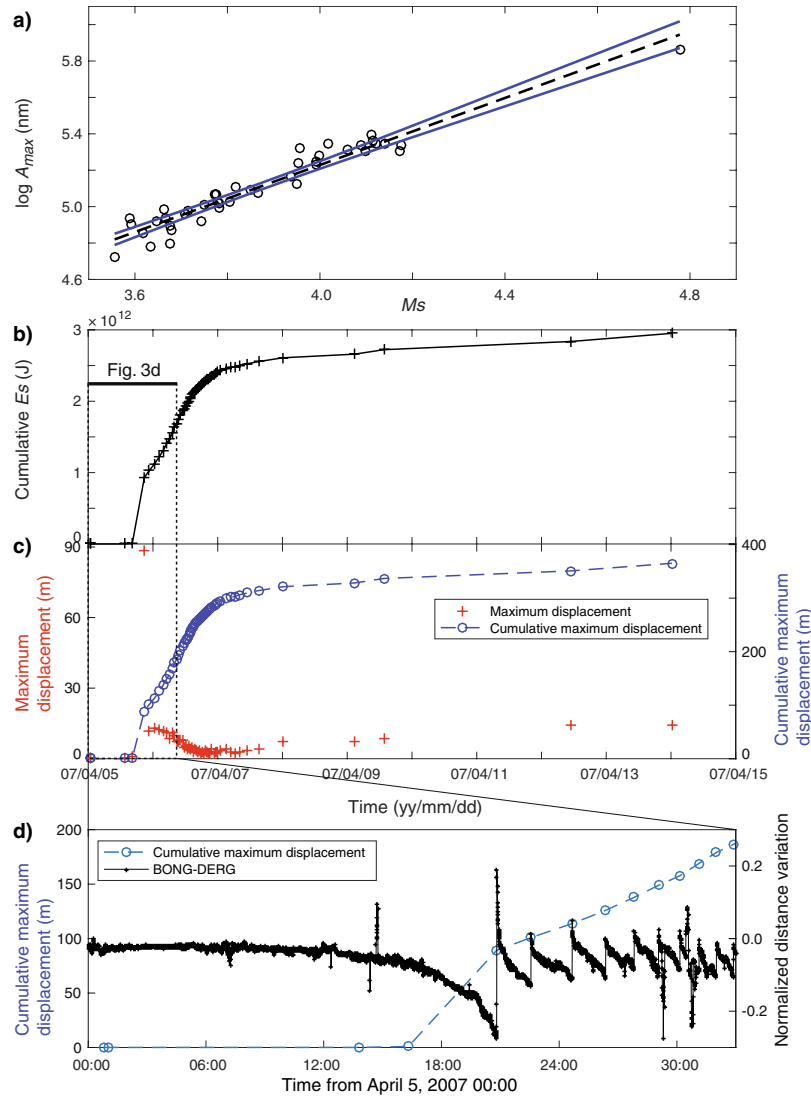 a)
5.8
5.4
5.0
4.6
log Amax (nm)
3.6
4.0
4.4
4.8
Ms
b)
× 10^12
3
2
1
0
Cumulative Es (J)
Fig. 3d
c)
90
60
30
0
Maximum displacement (m)
400
200
0
Cumulative maximum displacement (m)
Maximum displacement
Cumulative maximum displacement
07/04/05
07/04/07
07/04/09
07/04/11
07/04/13
07/04/15
Time (yy/mm/dd)
d)
200
150
100
50
0
Cumulative maximum displacement (m)
Cumulative maximum displacement
BONG-DERG
0.2
0.0
-0.2
Normalized distance variation
00:00
06:00
12:00
18:00
24:00
30:00
Time from April 5, 2007 00:00